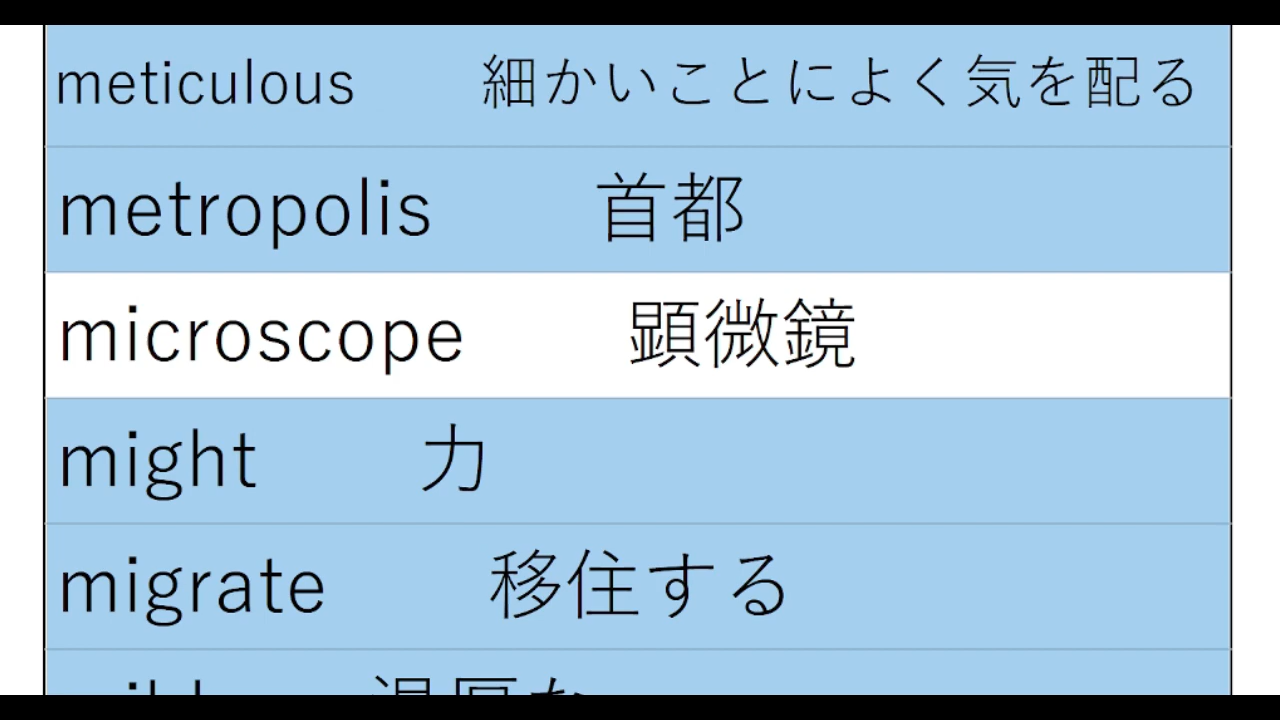 meticulous 細かいことによく気を配る
metropolis 首都
microscope 顕微鏡
might 力
migrate 移住する